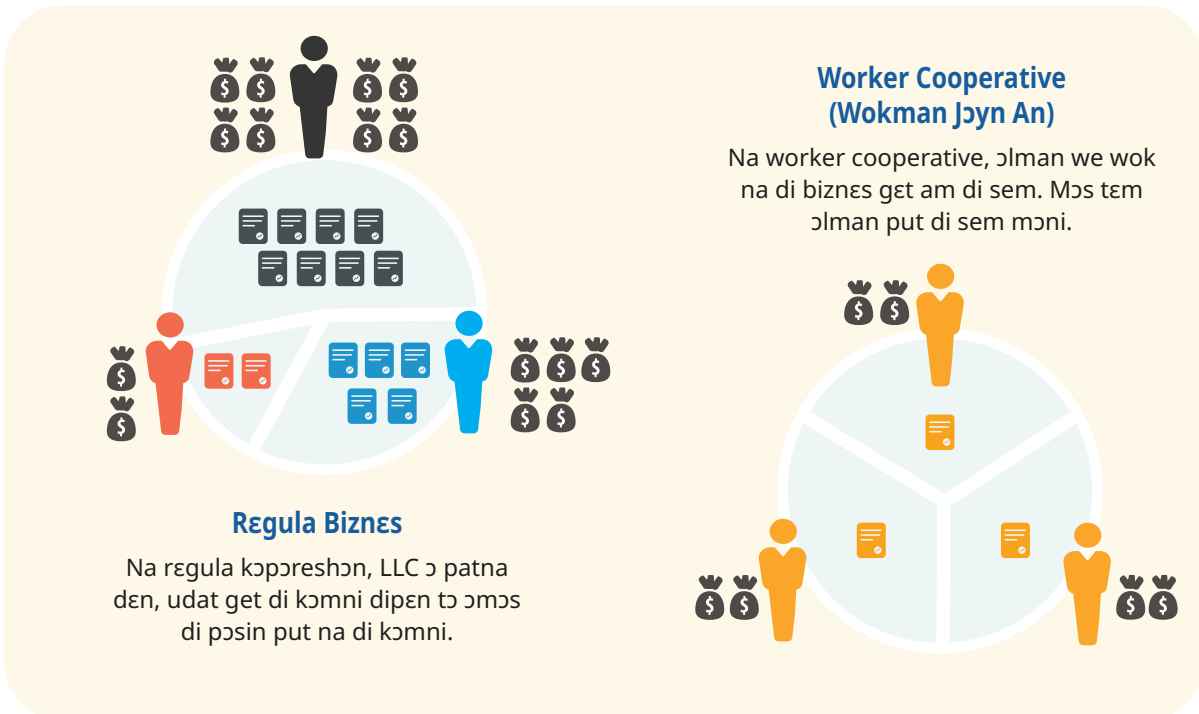 Rɛgula Biznɛs
Na rɛgula kɔpɔreshɔn, LLC ɔ patna
dɛn, udat get di kɔmni dipɛn tɔ ɔmɔs
di pɔsin put na di kɔmni.
Worker Cooperative
(Wokman Jɔyn An)
Na worker cooperative, ɔlman we wok
na di biznɛs gɛt am di sem. Mɔs tɛm
ɔlman put di sem mɔni.